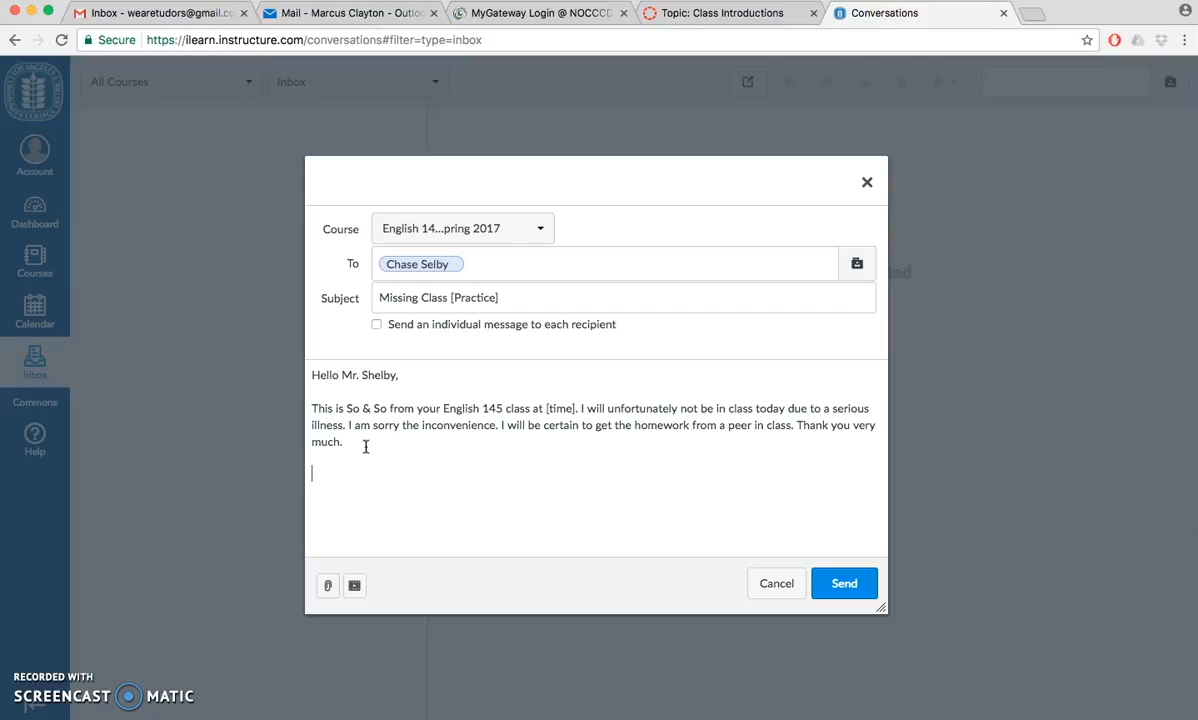 Inbox - wearetudors@gmail.co
Mail - Marcus Clayton - Outlo
MyGateway Login @ NOCCCD
Topic: Class Introductions
Conversations
Secure
https://ilearn.instructure.com/conversations#filter=type=inbox
All Courses
Inbox
Account
Dashboard
Courses
Calendar
Inbox
Commons
Help
Course
English 14...pring 2017
To
Chase Selby
Subject
Missing Class [Practice]
Send an individual message to each recipient
Hello Mr. Shelby,
This is So & So from your English 145 class at [time]. I will unfortunately not be in class today due to a serious
illness. I am sorry the inconvenience. I will be certain to get the homework from a peer in class. Thank you very
much.
Cancel
Send
RECORDED WITH
SCREENCAST MATIC